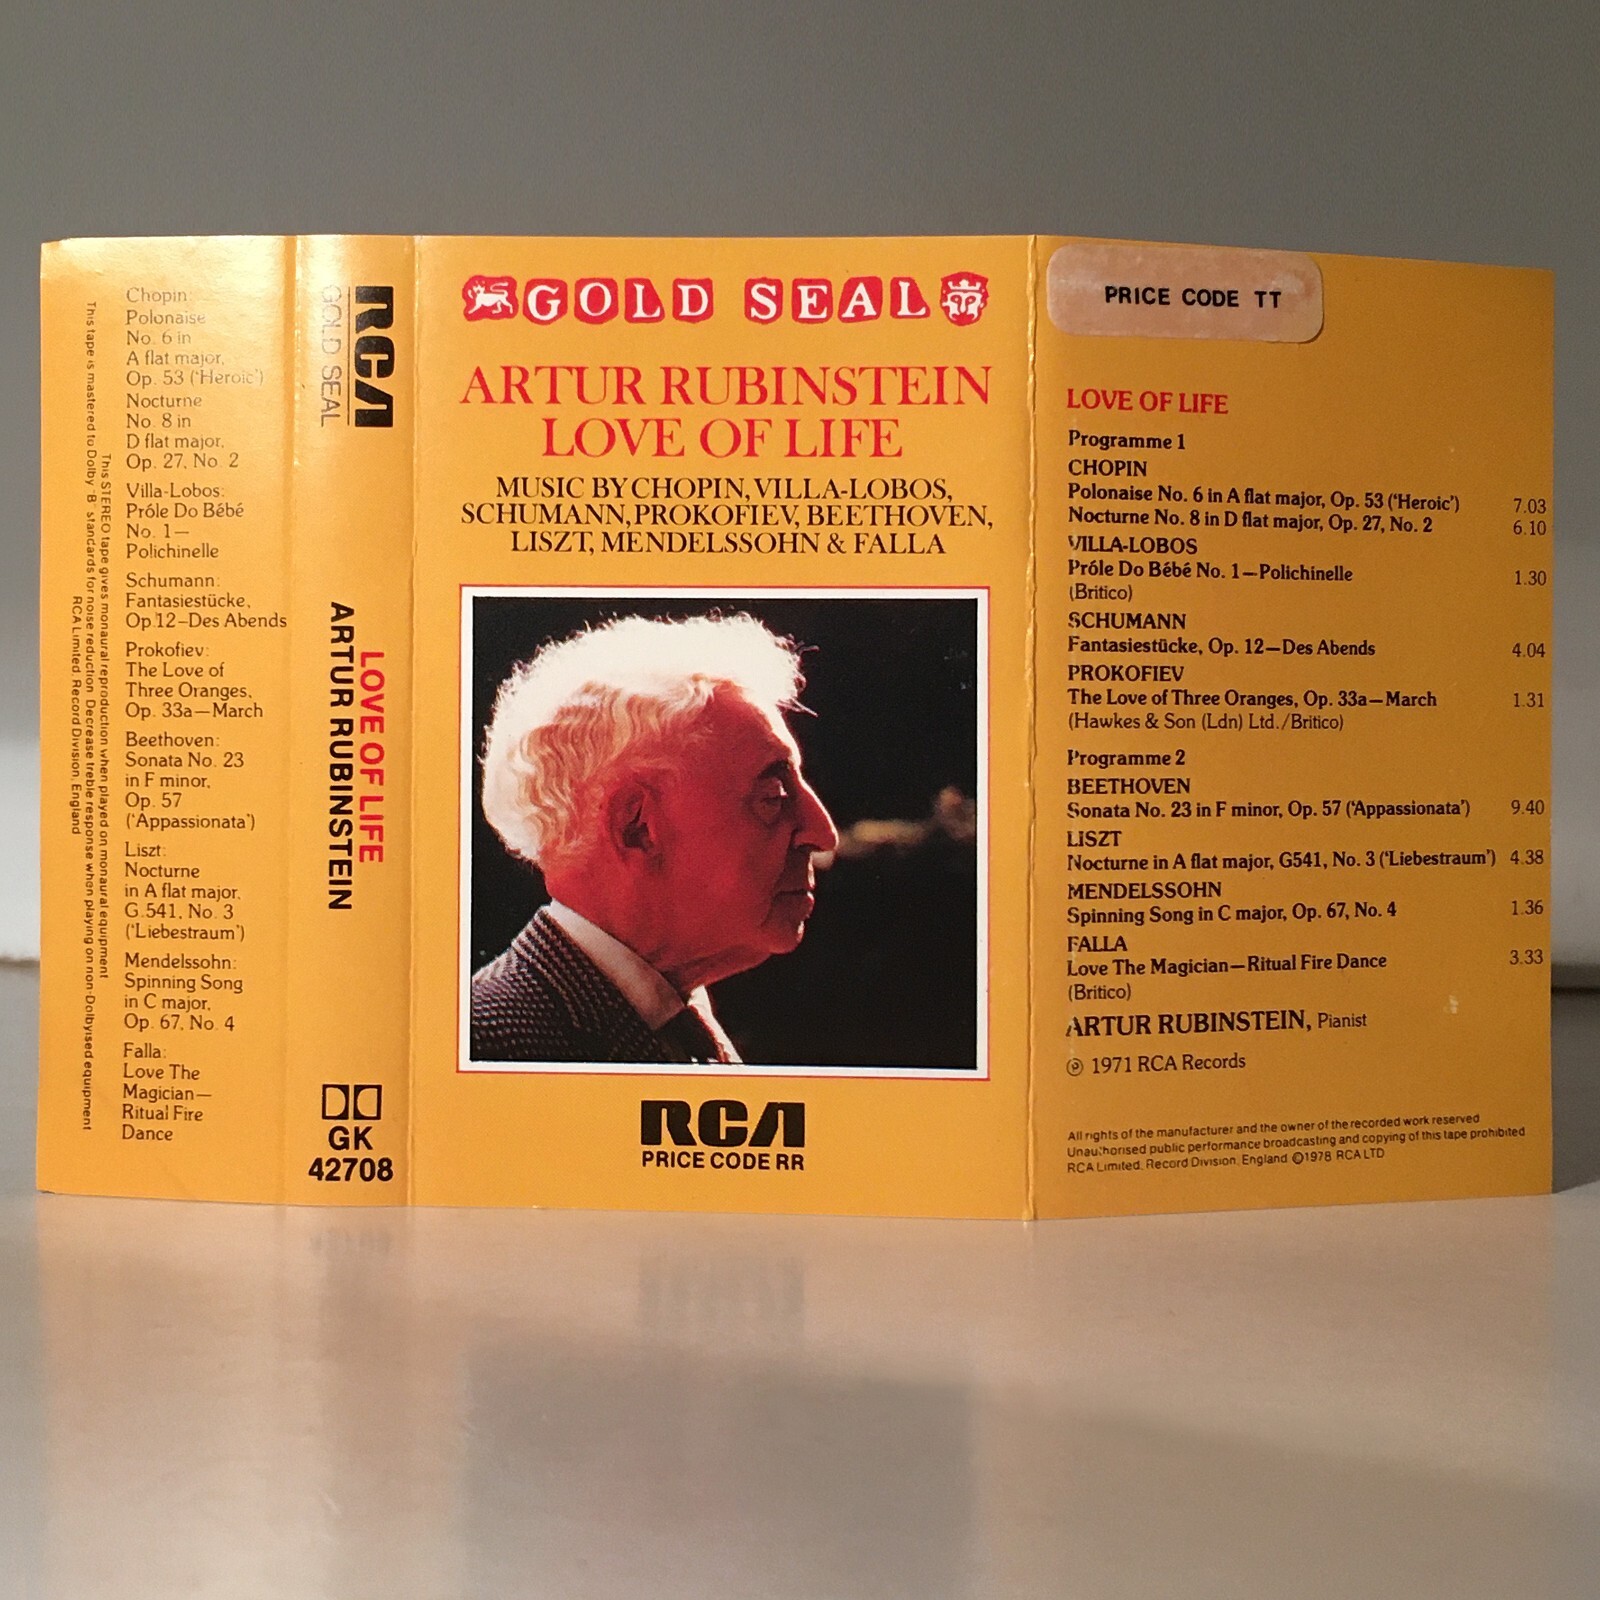 Chopin:
Polonaise
No. 6 in
A flat major,
Op. 53 ('Heroic')
Nocturne
No. 8 in
D flat major,
Op. 27, No. 2
Villa-Lobos:
Próle Do Bébé
No. 1—
Polichinelle
Schumann:
Fantasiestücke,
Op.12—Des Abends
Prokofiev:
The Love of
Three Oranges,
Op. 33a—March
Beethoven:
Sonata No. 23
in F minor,
Op. 57
('Appassionata')
Liszt:
Nocturne
in A flat major,
G.541, No. 3
('Liebestraum')
Mendelssohn:
Spinning Song
in C major,
Op. 67, No. 4
Falla:
Love The
Magician—
Ritual Fire
Dance
This STEREO tape gives monaural reproduction when played on monaural equipment
This tape is mastered to Dolby 'B' standards for noise reduction. Decrease treble response when playing on non-Dolbyised equipment
RCA Limited, Record Division, England
RCA
GOLD SEAL
LOVE OF LIFE
ARTUR RUBINSTEIN
GK
42708
GOLD SEAL
ARTUR RUBINSTEIN
LOVE OF LIFE
MUSIC BY CHOPIN, VILLA-LOBOS,
SCHUMANN, PROKOFIEV, BEETHOVEN,
LISZT, MENDELSSOHN & FALLA
RCA
PRICE CODE RR
PRICE CODE TT
LOVE OF LIFE
Programme 1
CHOPIN
Polonaise No. 6 in A flat major, Op. 53 ('Heroic') 7.03
Nocturne No. 8 in D flat major, Op. 27, No. 2 6.10
VILLA-LOBOS
Próle Do Bébé No. 1—Polichinelle 1.30
(Britico)
SCHUMANN
Fantasiestücke, Op. 12—Des Abends 4.04
PROKOFIEV
The Love of Three Oranges, Op. 33a—March 1.31
(Hawkes & Son (Ldn) Ltd./Britico)
Programme 2
BEETHOVEN
Sonata No. 23 in F minor, Op. 57 ('Appassionata') 9.40
LISZT
Nocturne in A flat major, G541, No. 3 ('Liebestraum') 4.38
MENDELSSOHN
Spinning Song in C major, Op. 67, No. 4 1.36
FALLA
Love The Magician—Ritual Fire Dance 3.33
(Britico)
ARTUR RUBINSTEIN, Pianist
℗ 1971 RCA Records
All rights of the manufacturer and the owner of the recorded work reserved
Unauthorised public performance broadcasting and copying of this tape prohibited
RCA Limited, Record Division, England ©1978 RCA LTD